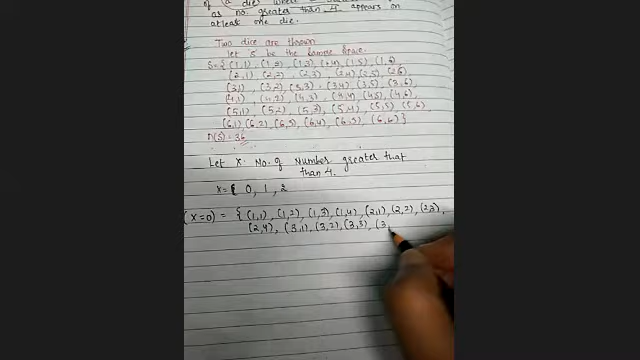 of (a die) where
as no. greater than 4 appears on
atleast one die.
Two dice are thrown
let 's' be the sample space.
S={(1,1), (1,2), (1,3), (1,4), (1,5), (1,6)
(2,1) (2,2), (2,3), (2,4) (2,5), (2,6)
(3,1) (3,2), (3,3), (3,4) (3,5) (3,6)
(4,1) (4,2), (4,3), (4,4) (4,5) (4,6)
(5,1) (5,2) (5,3) (5,4) (5,5) (5,6)
(6,1) (6,2) (6,3) (6,4) (6,5) (6,6)}
n(s) = 36
Let X: No. of Number greater that
than 4.
X = { 0, 1, 2
(X=0) = { (1,1), (1,2), (1,3), (1,4), (2,1), (2,2), (2,3),
(2,4), (3,1), (3,2), (3,3), (3,